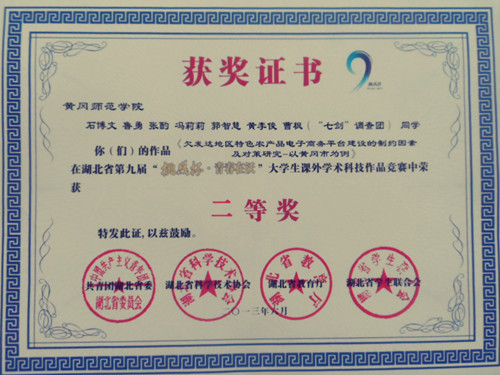 获奖证书
黄冈师范学院
石博文 鲁勇 张酌 冯莉莉 郭智慧 黄李俊 曹枫（“七剑”调查团）同学
你（们）的作品《欠发达地区特色农产品电子商务平台建设的制约因素
及对策研究-以黄冈市为例》
在湖北省第九届“挑战杯·青春在沃”大学生课外学术科技作品竞赛中荣
获
二等奖
特发此证,以兹鼓励。
共青团湖北省委 湖北省科学技术协会 湖北省教育厅 湖北省学生联合会
湖北省委员会
二〇一三年六月